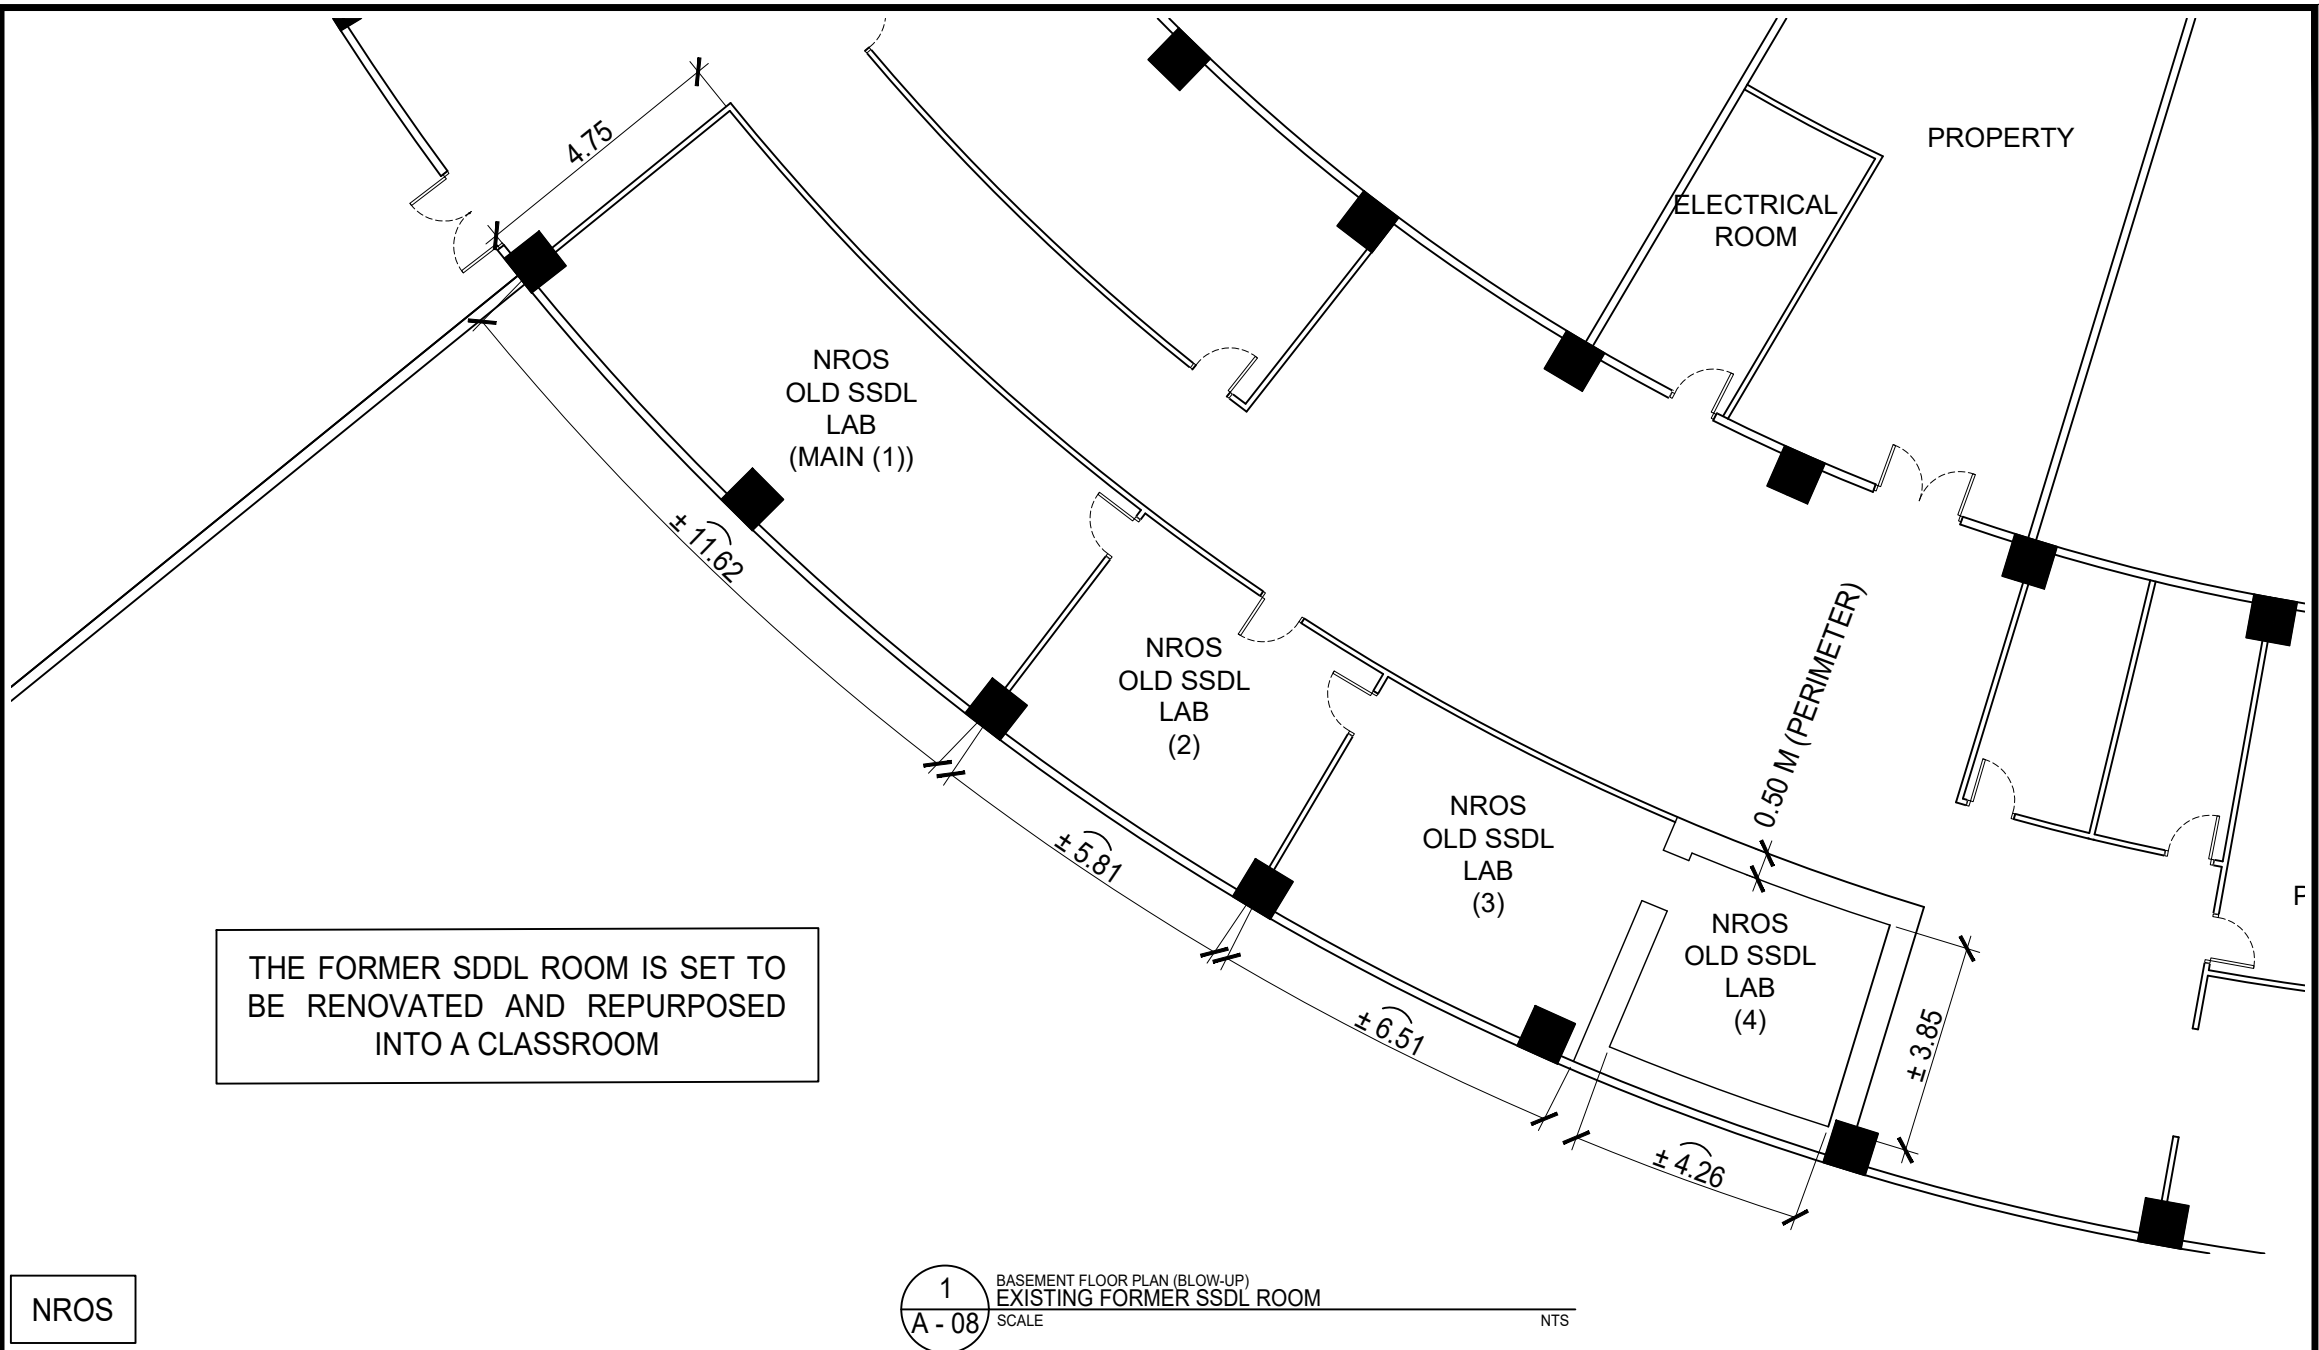 4.75
PROPERTY
ELECTRICAL
ROOM
NROS
OLD SSDL
LAB
(MAIN (1))
± 11.62
NROS
OLD SSDL
LAB
(2)
0.50 M (PERIMETER)
± 5.81
NROS
OLD SSDL
LAB
(3)
NROS
OLD SSDL
LAB
(4)
± 6.51
± 3.85
± 4.26
THE FORMER SDDL ROOM IS SET TO
BE RENOVATED AND REPURPOSED
INTO A CLASSROOM
NROS
1
A - 08
BASEMENT FLOOR PLAN (BLOW-UP)
EXISTING FORMER SSDL ROOM
SCALE NTS